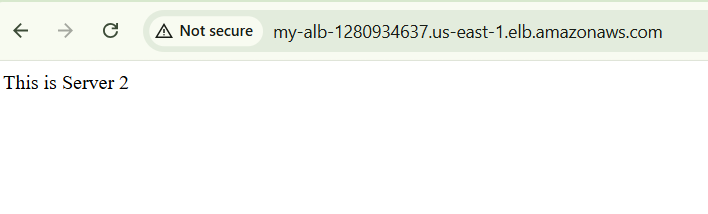 Not secure my-alb-1280934637.us-east-1.elb.amazonaws.com
This is Server 2